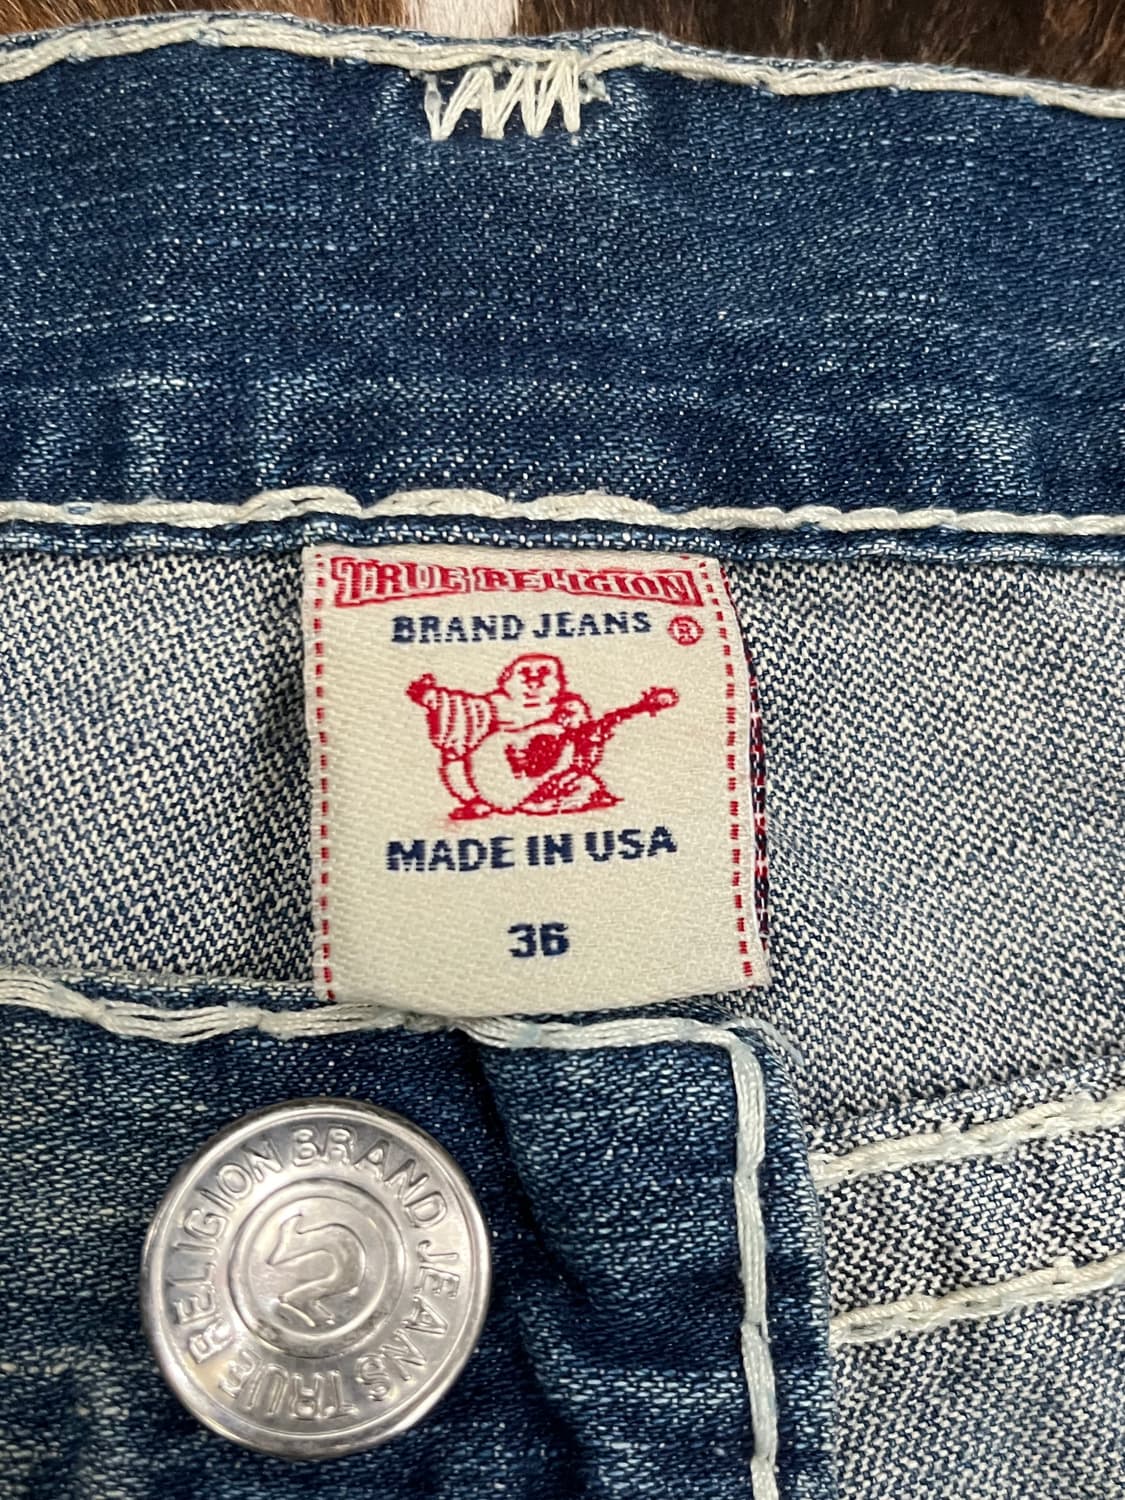 TRUE RELIGION
BRAND JEANS ®
MADE IN USA
36
TRUE RELIGION BRAND JEANS